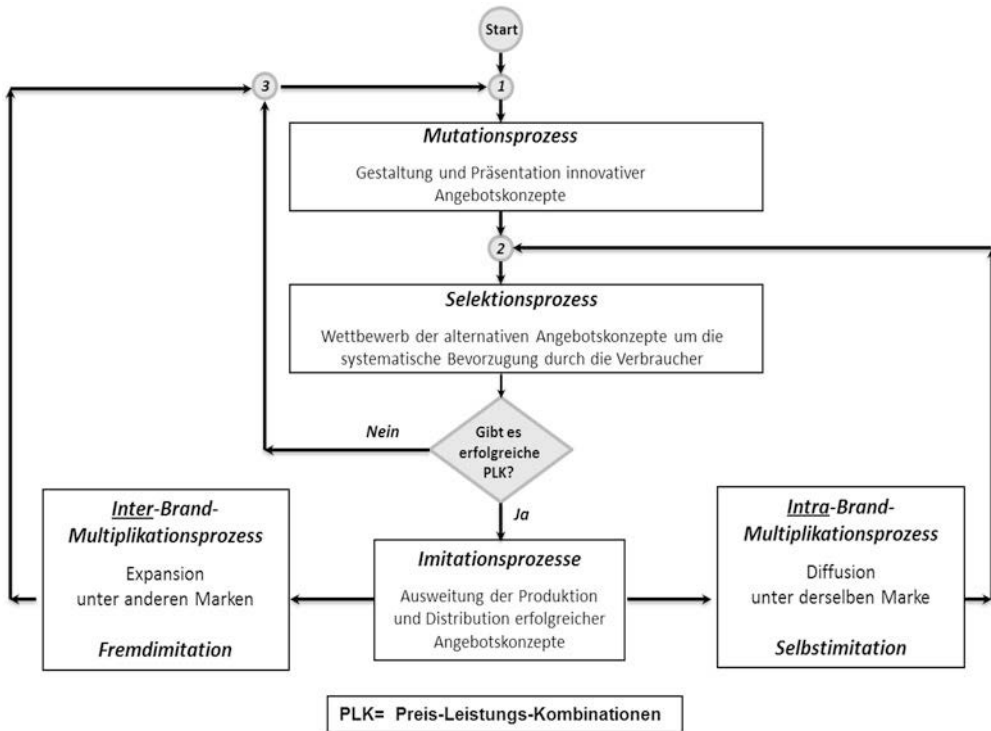 Start
3
1
Mutationsprozess
Gestaltung und Präsentation innovativer
Angebotskonzepte
2
Selektionsprozess
Wettbewerb der alternativen Angebotskonzepte um die
systematische Bevorzugung durch die Verbraucher
Gibt es
erfolgreiche
PLK?
Nein
Ja
Inter-Brand-
Multiplikationsprozess
Expansion
unter anderen Marken
Fremdimitation
Imitationsprozesse
Ausweitung der Produktion
und Distribution erfolgreicher
Angebotskonzepte
Intra-Brand-
Multiplikationsprozess
Diffusion
unter derselben Marke
Selbstimitation
PLK= Preis-Leistungs-Kombinationen